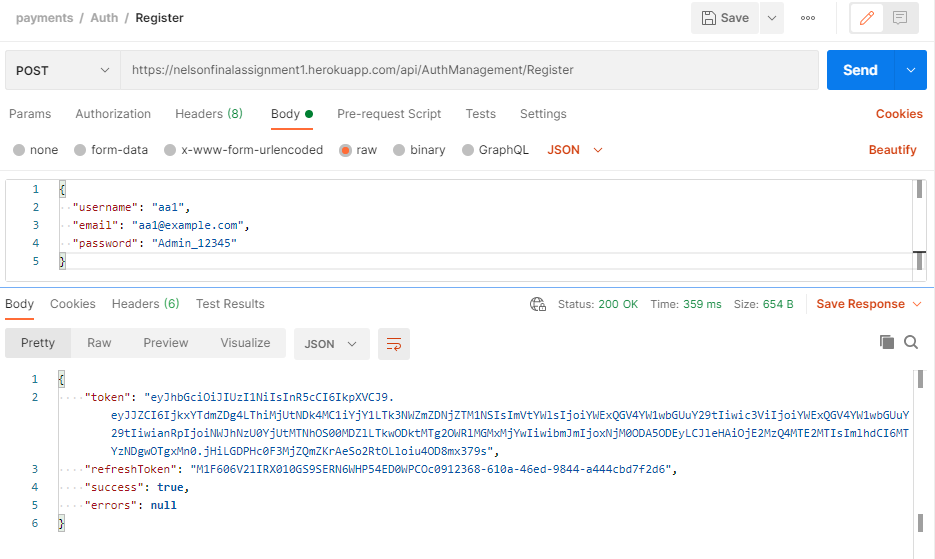 payments / Auth / Register
Save
POST
https://nelsonfinalassignment1.herokuapp.com/api/AuthManagement/Register
Send
Params Authorization Headers (8) Body Pre-request Script Tests Settings Cookies
none form-data x-www-form-urlencoded raw binary GraphQL JSON Beautify
1 {
2 "username": "aa1",
3 "email": "aa1@example.com",
4 "password": "Admin_12345"
5 }
Body Cookies Headers (6) Test Results Status: 200 OK Time: 359 ms Size: 654 B Save Response
Pretty Raw Preview Visualize JSON
1 {
2 "token": "eyJhbGciOiJIUzI1NiIsInR5cCI6IkpXVCJ9.
eyJJZCI6IjkxYTdmZDg4LThiMjUtNDk4MC1iYjY1LTk3NWZmZDNjZTM1NSIsImVtYWlsIjoiYWExQGV4YW1wbGUuY29tIiwic3ViIjoiYWExQGV4YW1wbGUuY
29tIiwianRpIjoiNWJhNzU0YjUtMTNhOS00MDZlLTkwODktMTg2OWRlMGMxMjYwIiwibmJmIjoxNjM0ODA5ODEyLCJleHAiOjE2MzQ4MTE2MTIsImlhdCI6MT
YzNDgwOTgxMn0.jHiLGDPHc0F3MjZQmZKrAeSo2RtOLloiu4OD8mx379s",
3 "refreshToken": "M1F606V21IRX010GS9SERN6WHP54ED0WPCOc0912368-610a-46ed-9844-a444cbd7f2d6",
4 "success": true,
5 "errors": null
6 }